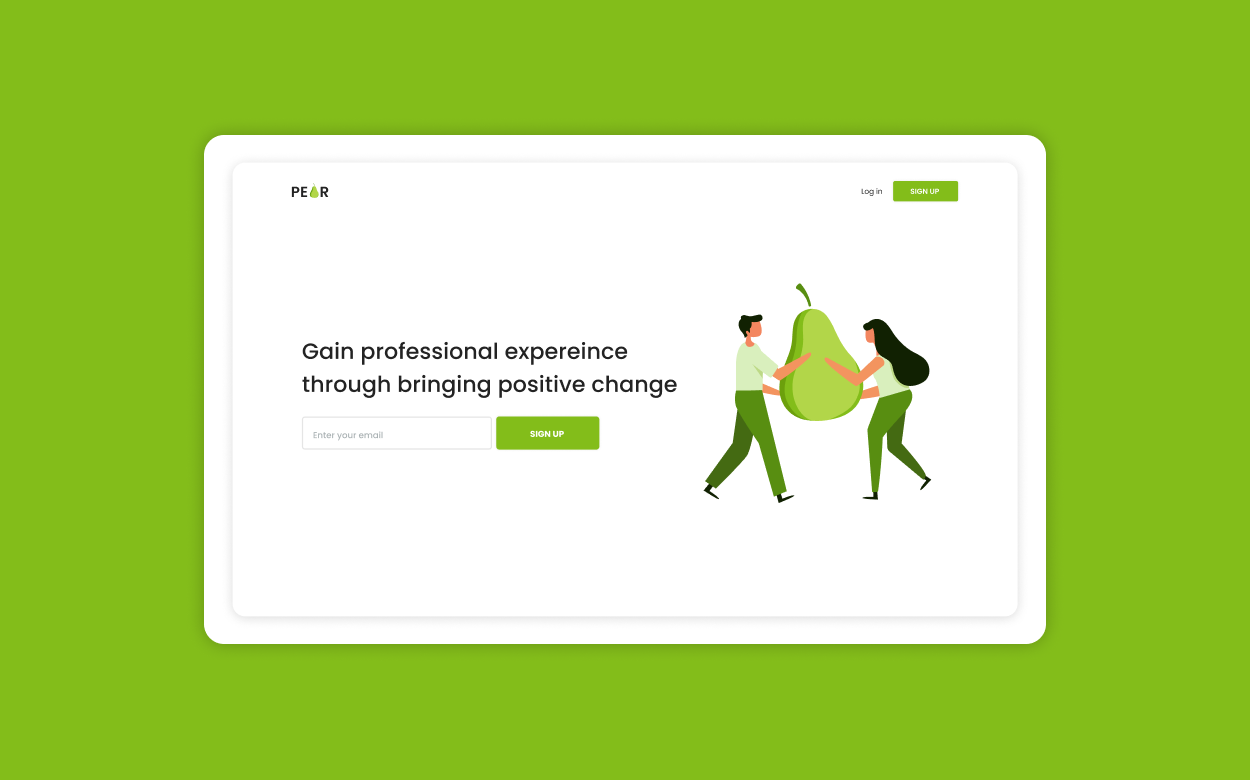 PEAR
Log in
SIGN UP
Gain professional expereince
through bringing positive change
Enter your email
SIGN UP